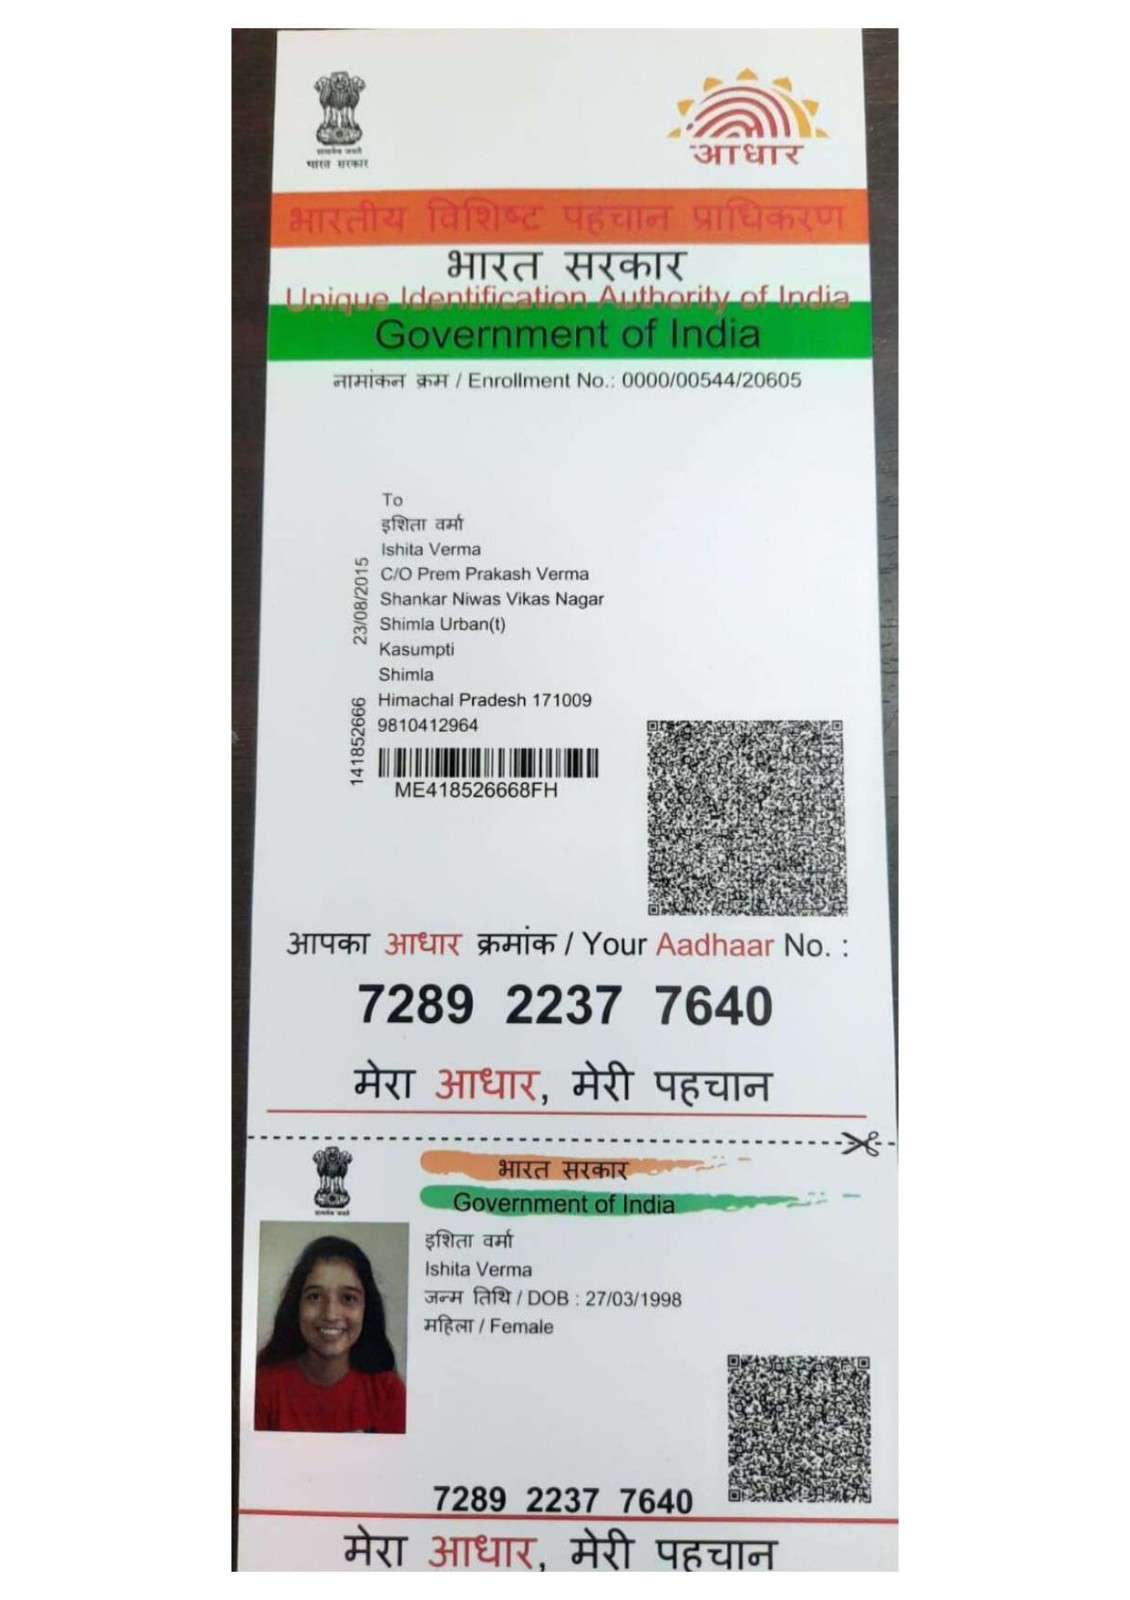 सत्यमेव जयते
भारत सरकार
आधार
भारतीय विशिष्ट पहचान प्राधिकरण
भारत सरकार
Unique Identification Authority of India
Government of India
नामांकन क्रम / Enrollment No.: 0000/00544/20605
To
इशिता वर्मा
Ishita Verma
C/O Prem Prakash Verma
Shankar Niwas Vikas Nagar
Shimla Urban(t)
Kasumpti
Shimla
Himachal Pradesh 171009
9810412964
23/08/2015
141852666
ME418526668FH
आपका आधार क्रमांक / Your Aadhaar No. :
7289 2237 7640
मेरा आधार, मेरी पहचान
सत्यमेव जयते
भारत सरकार
Government of India
इशिता वर्मा
Ishita Verma
जन्म तिथि / DOB : 27/03/1998
महिला / Female
7289 2237 7640
मेरा आधार, मेरी पहचान